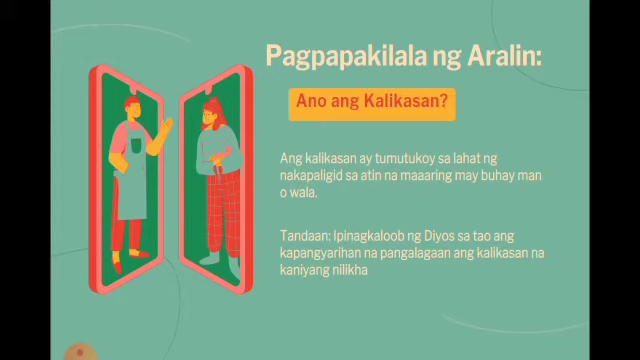 Pagpapakilala ng Aralin:
Ano ang Kalikasan?
Ang kalikasan ay tumutukoy sa lahat ng
nakapaligid sa atin na maaaring may buhay man
o wala.
Tandaan: Ipinagkaloob ng Diyos sa tao ang
kapangyarihan na pangalagaan ang kalikasan na
kaniyang nilikha